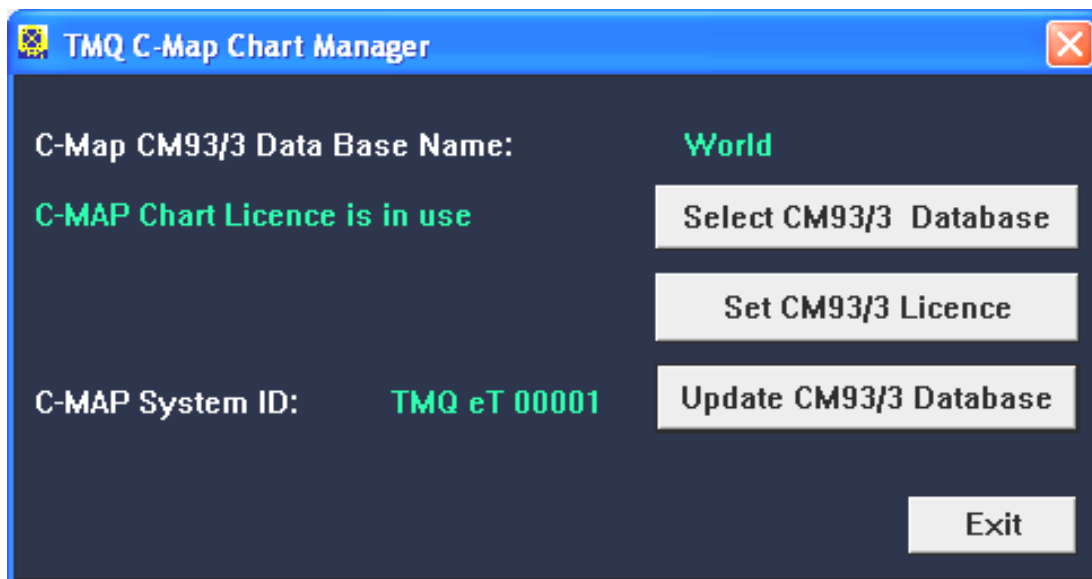 TMQ C-Map Chart Manager
C-Map CM93/3 Data Base Name: World
C-MAP Chart Licence is in use
Select CM93/3 Database
Set CM93/3 Licence
C-MAP System ID: TMQ eT 00001
Update CM93/3 Database
Exit